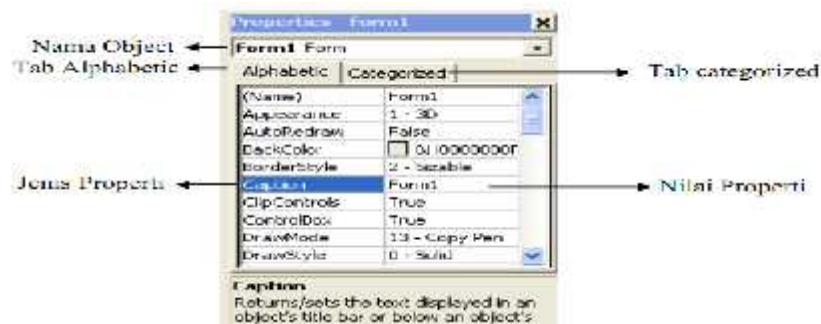 Properties Form1
Nama Object
Form1 Form
Tab Alphabetic
Alphabetic Categorized
Tab categorized
(Name) Form1
Appearance 1 - 3D
AutoRedraw False
BackColor
BorderStyle 2 - Sizable
Jenis Properti
Caption Form1
Nilai Properti
ClipControls True
ControlBox True
DrawMode 13 - Copy Pen
DrawStyle 0 - Solid
Caption
Returns/sets the text displayed in an
object's title bar or below an object's